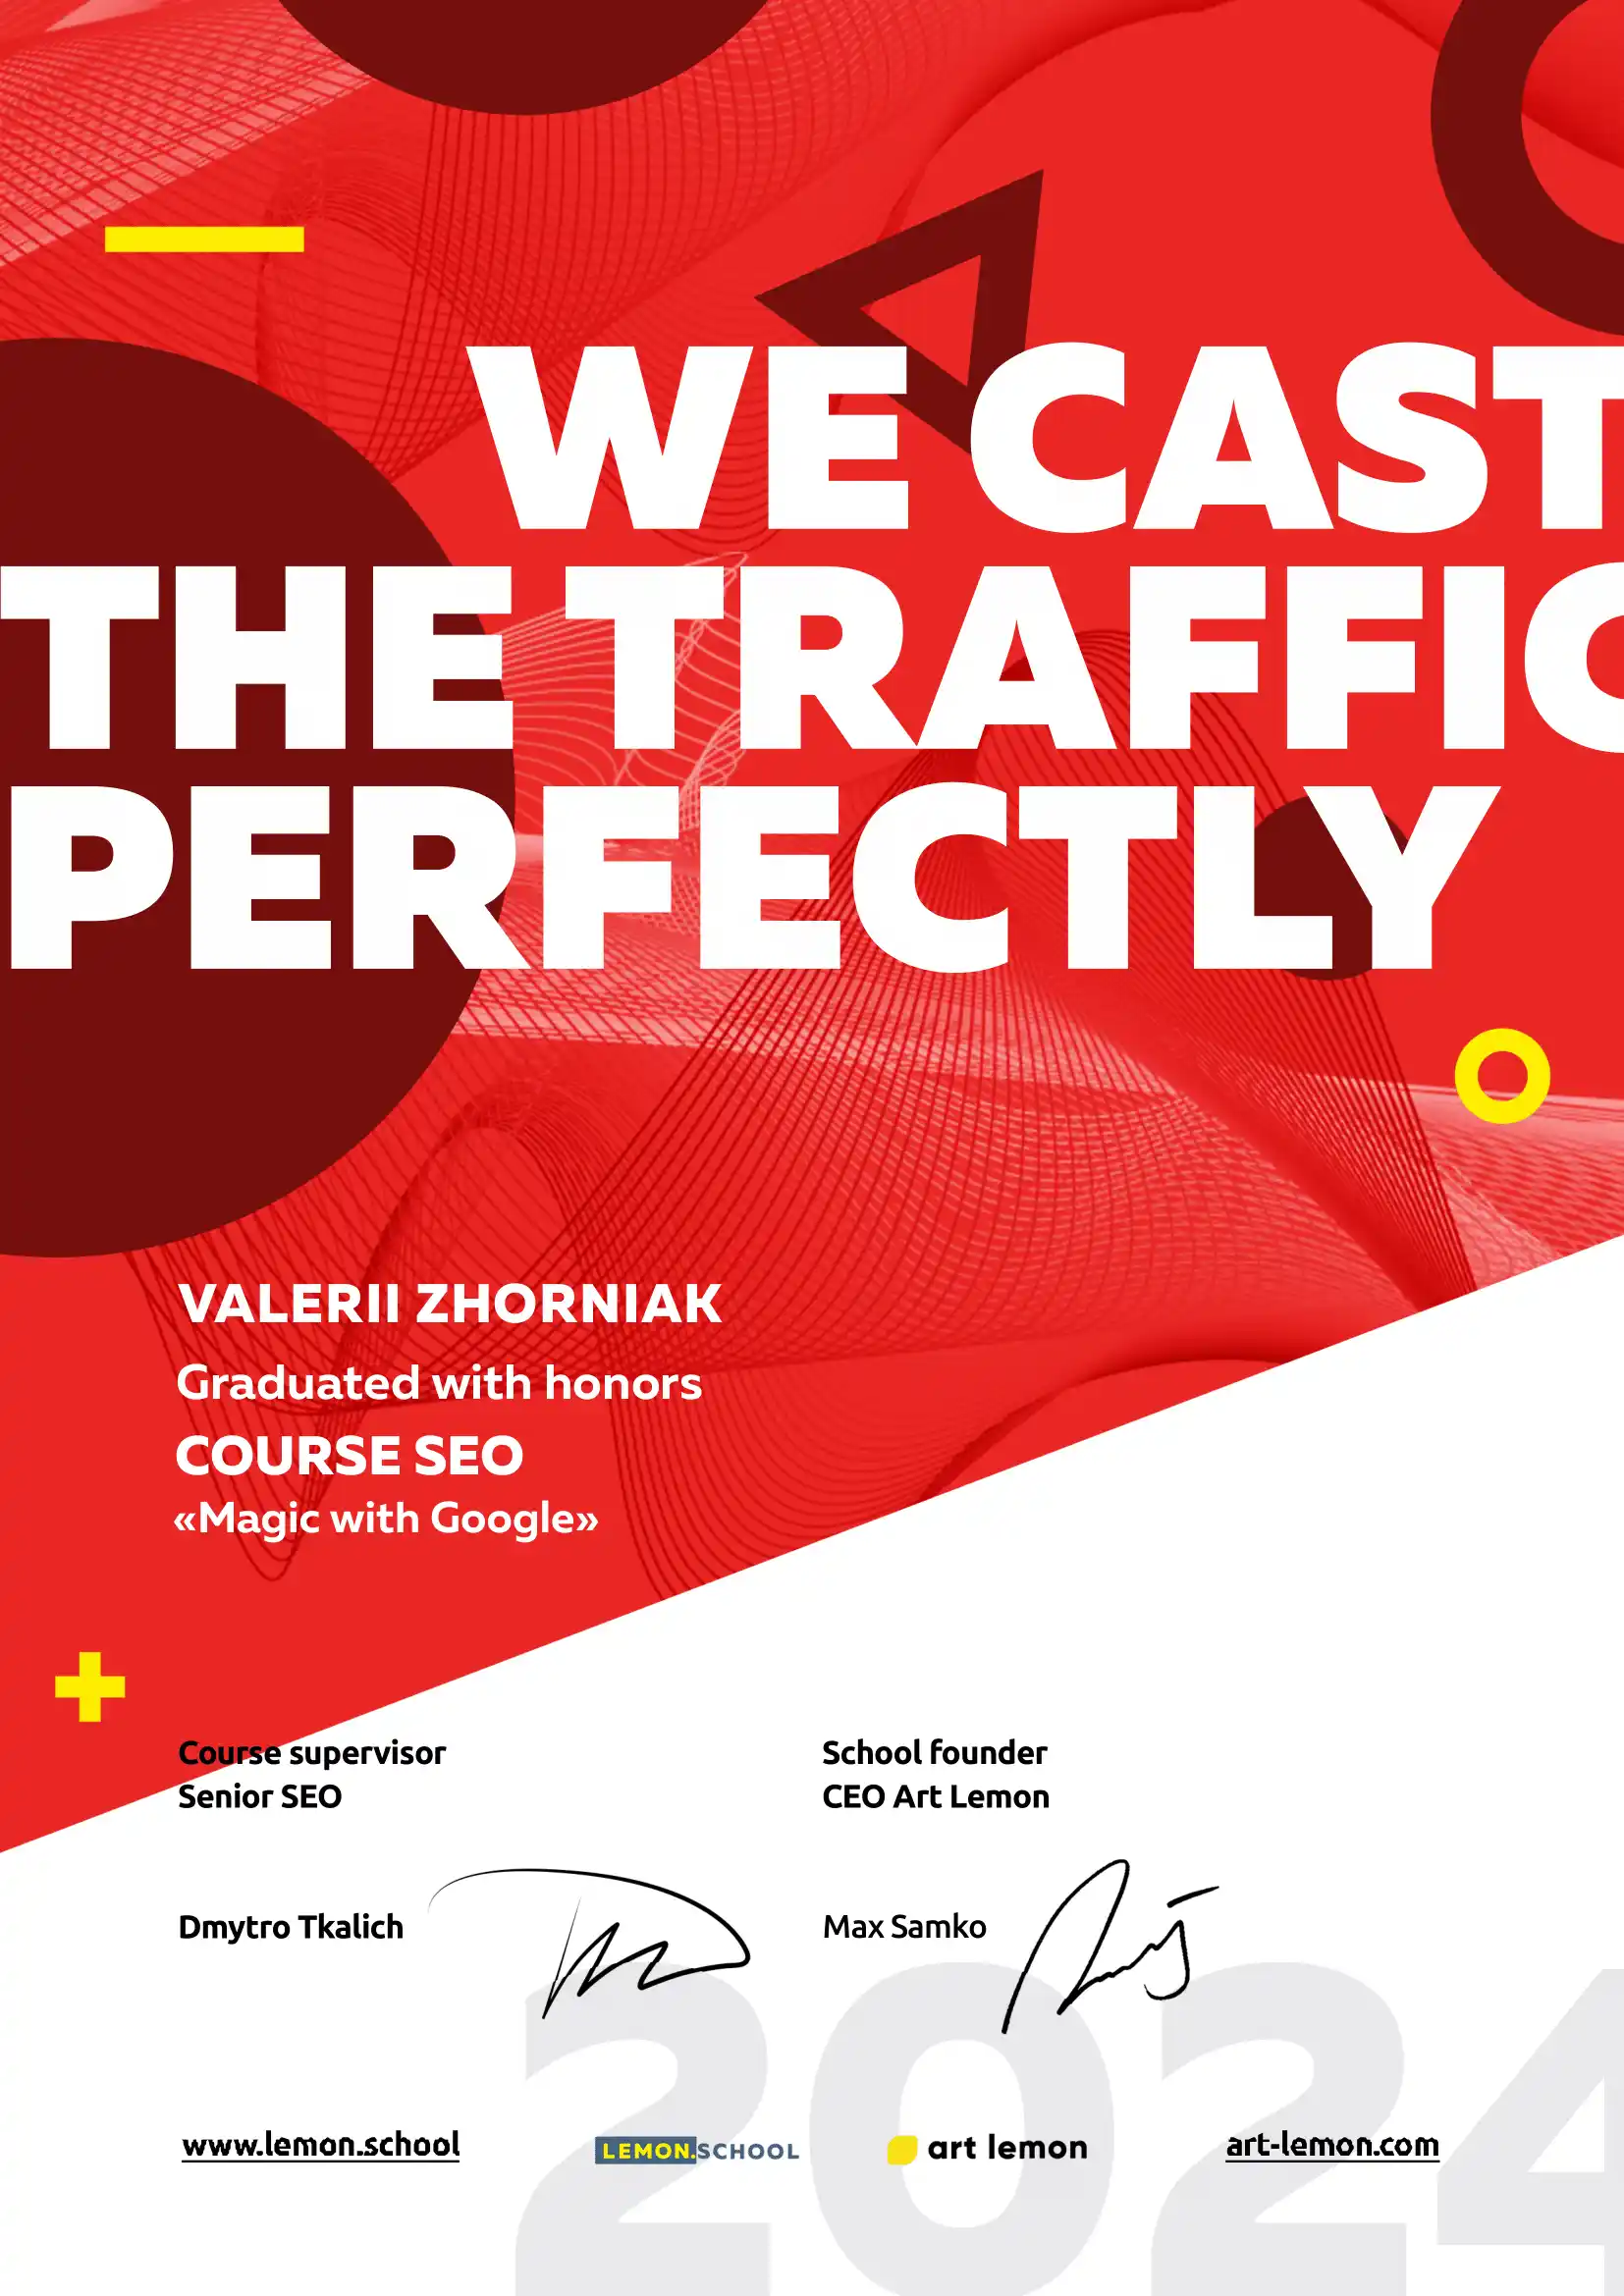 WE CAST
THE TRAFFIC
PERFECTLY
VALERII ZHORNIAK
Graduated with honors
COURSE SEO
«Magic with Google»
Course supervisor
Senior SEO
School founder
CEO Art Lemon
Dmytro Tkalich
Max Samko
2024
www.lemon.school
LEMON.SCHOOL
art lemon
art-lemon.com